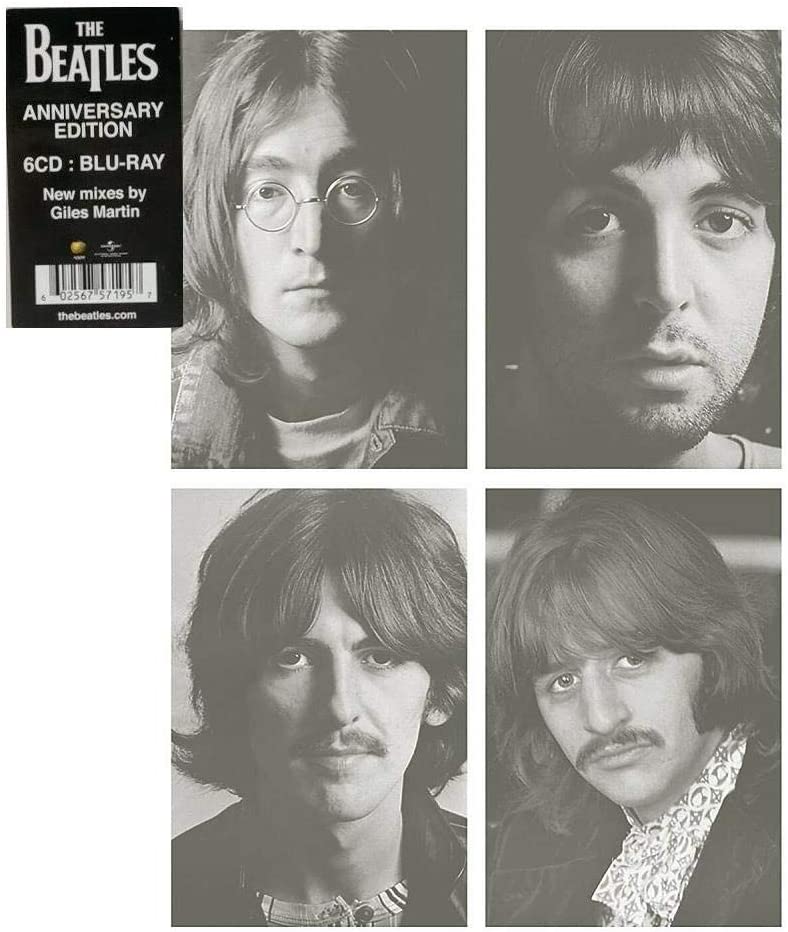 THE
BEATLES
ANNIVERSARY
EDITION
6CD : BLU-RAY
New mixes by
Giles Martin
6 02567 57195 7
thebeatles.com